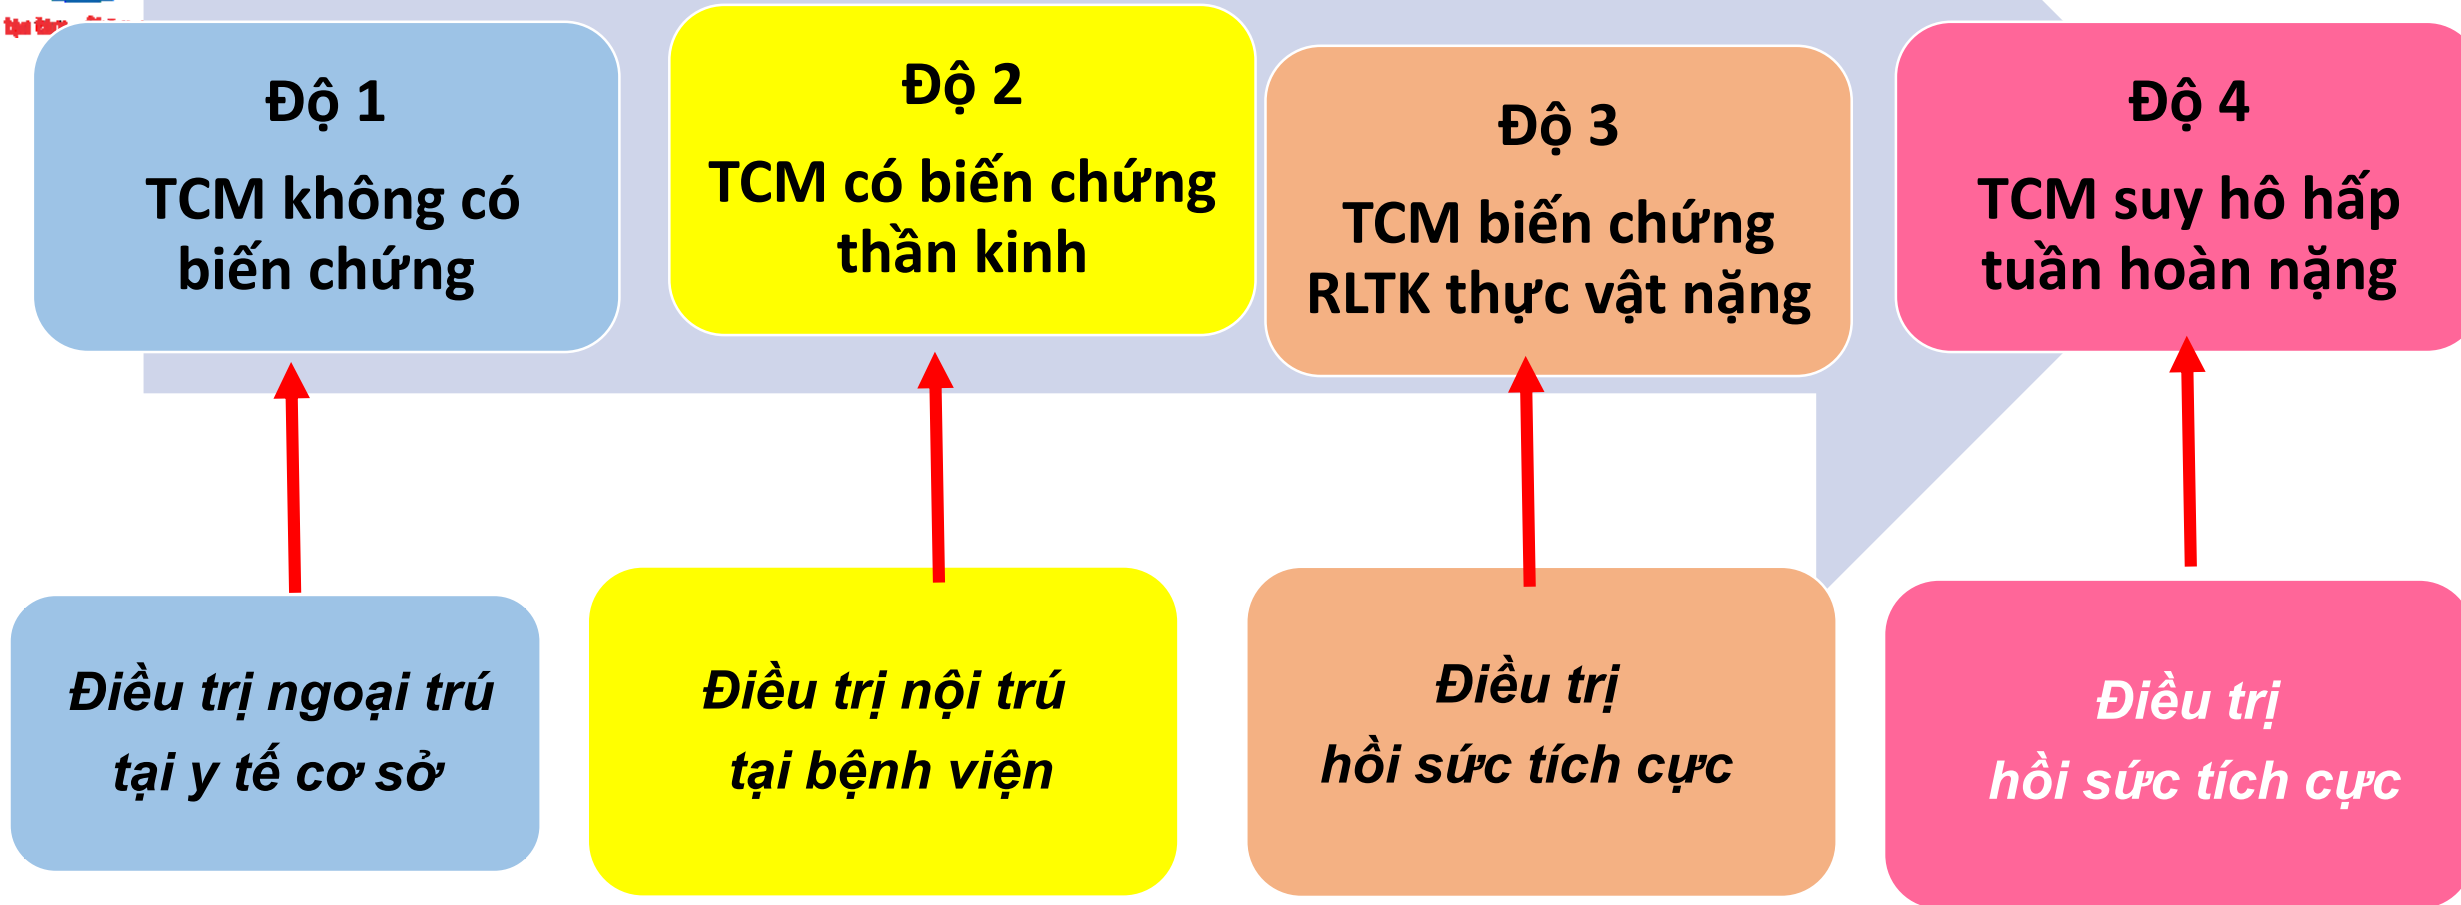 Độ 1
TCM không có
biến chứng
Độ 2
TCM có biến chứng
thần kinh
Độ 3
TCM biến chứng
RLTK thực vật nặng
Độ 4
TCM suy hô hấp
tuần hoàn nặng
Điều trị ngoại trú
tại y tế cơ sở
Điều trị nội trú
tại bệnh viện
Điều trị
hồi sức tích cực
Điều trị
hồi sức tích cực